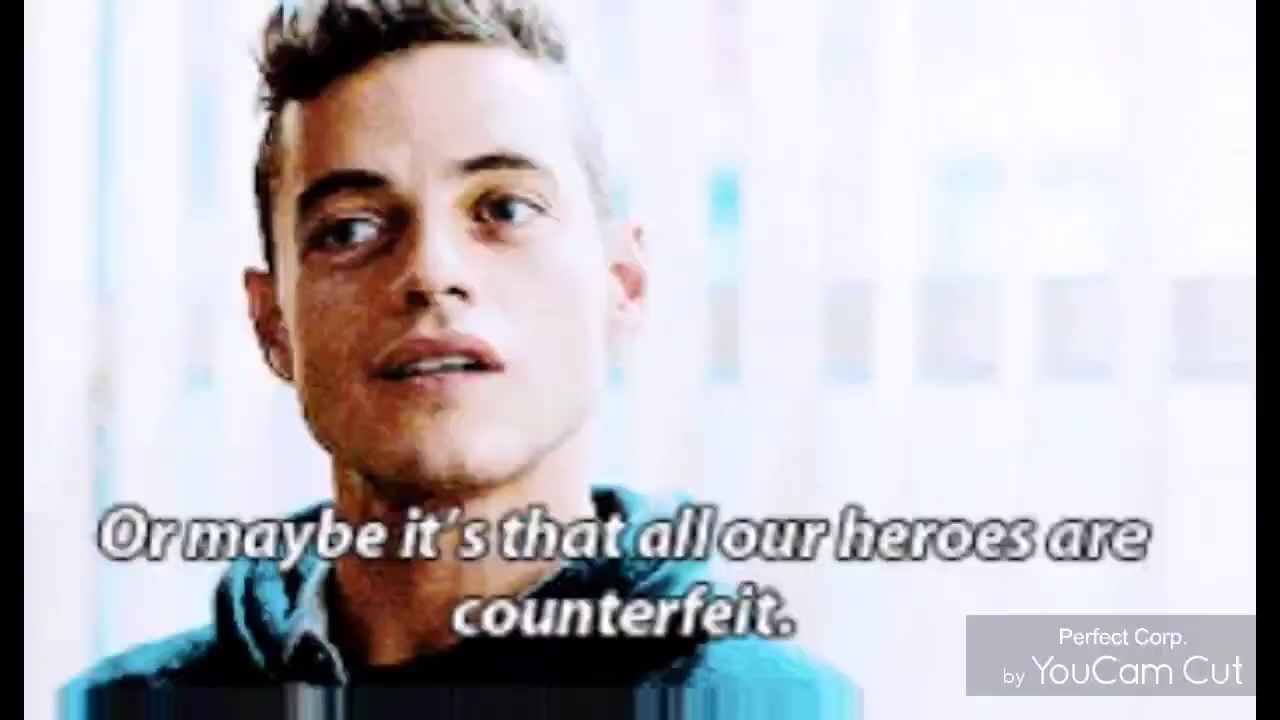 Or maybe it's that all our heroes are
counterfeit.
Perfect Corp.
by YouCam Cut